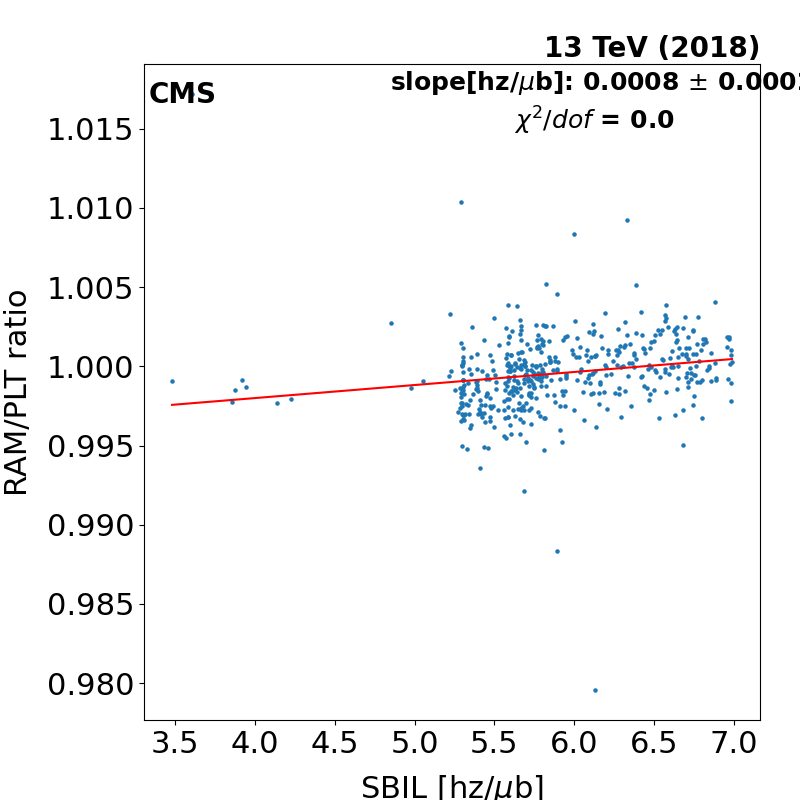 13 TeV (2018)
CMS
slope[hz/μb]: 0.0008 ± 0.000
χ²/dof = 0.0
1.015
1.010
1.005
1.000
0.995
0.990
0.985
0.980
RAM/PLT ratio
3.5 4.0 4.5 5.0 5.5 6.0 6.5 7.0
SBIL [hz/μb]